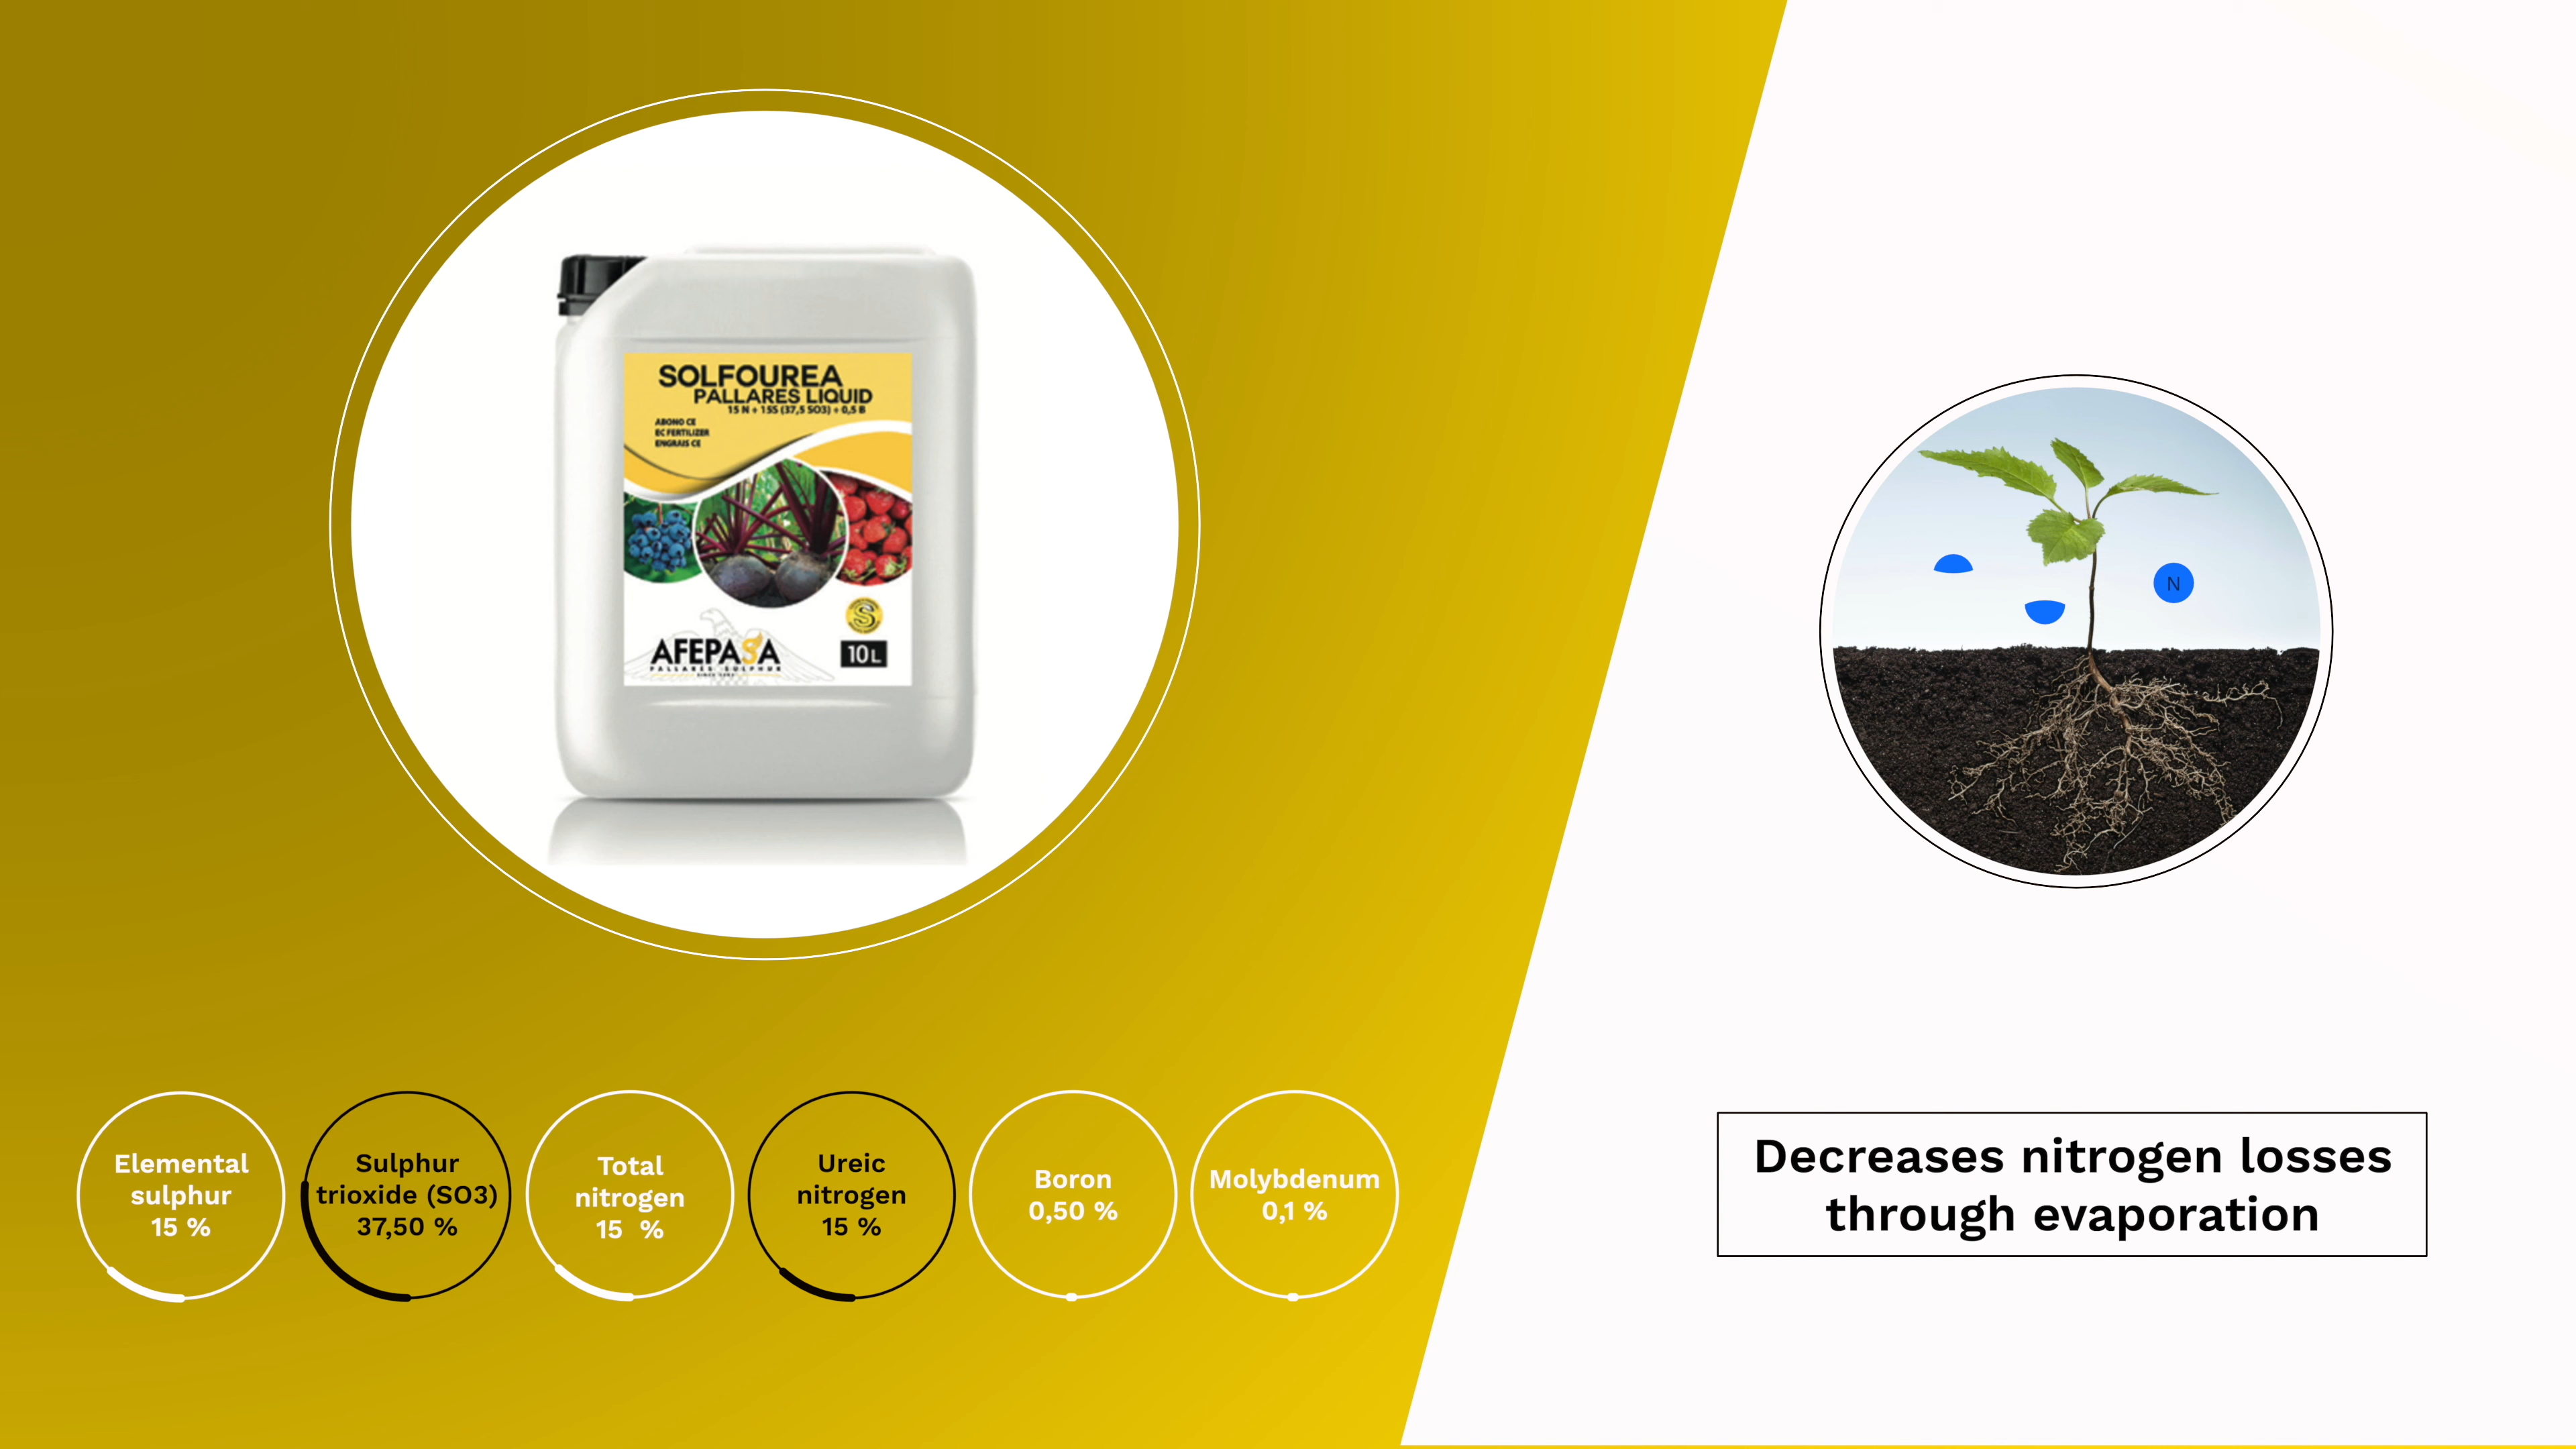 SOLFOUREA
PALLARES LIQUID
15 N + 15S (37,5 SO3) + 0,5 B
ABONO CE
EC FERTILIZER
ENGRAIS CE
S
AFEPASA
PALLARES SULPHUR
10L
N
Elemental
sulphur
15 %
Sulphur
trioxide (SO3)
37,50 %
Total
nitrogen
15 %
Ureic
nitrogen
15 %
Boron
0,50 %
Molybdenum
0,1 %
Decreases nitrogen losses
through evaporation